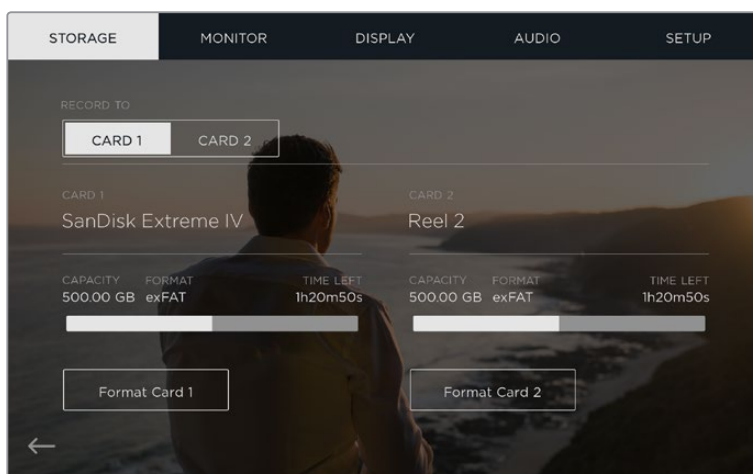 STORAGE MONITOR DISPLAY AUDIO SETUP
RECORD TO
CARD 1 CARD 2
CARD 1 CARD 2
SanDisk Extreme IV Reel 2
CAPACITY FORMAT TIME LEFT CAPACITY FORMAT TIME LEFT
500.00 GB exFAT 1h20m50s 500.00 GB exFAT 1h20m50s
Format Card 1 Format Card 2